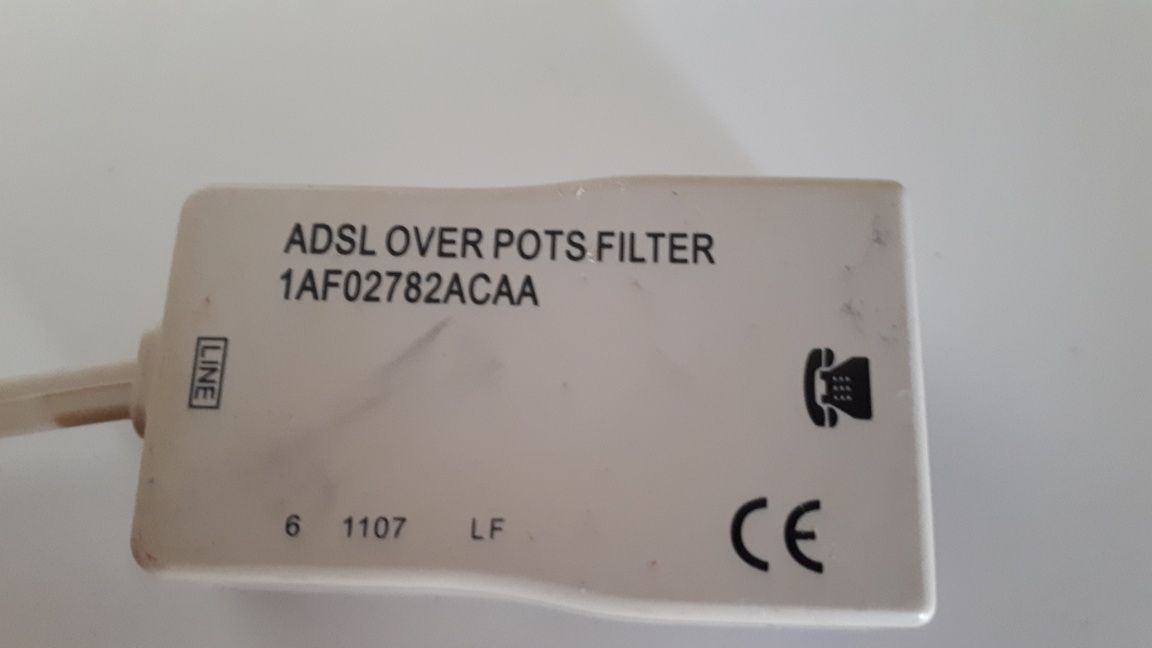 ADSL OVER POTS FILTER
1AF02782ACAA
LINE
6 1107 LF
CE